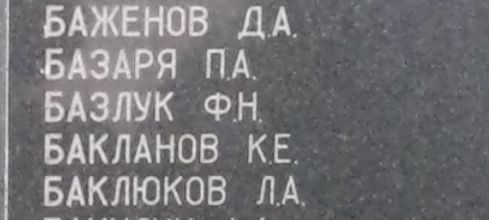 БАЖЕНОВ Д.А.
БАЗАРЯ П.А.
БАЗЛУК Ф.Н.
БАКЛАНОВ К.Е.
БАКЛЮКОВ Л.А.